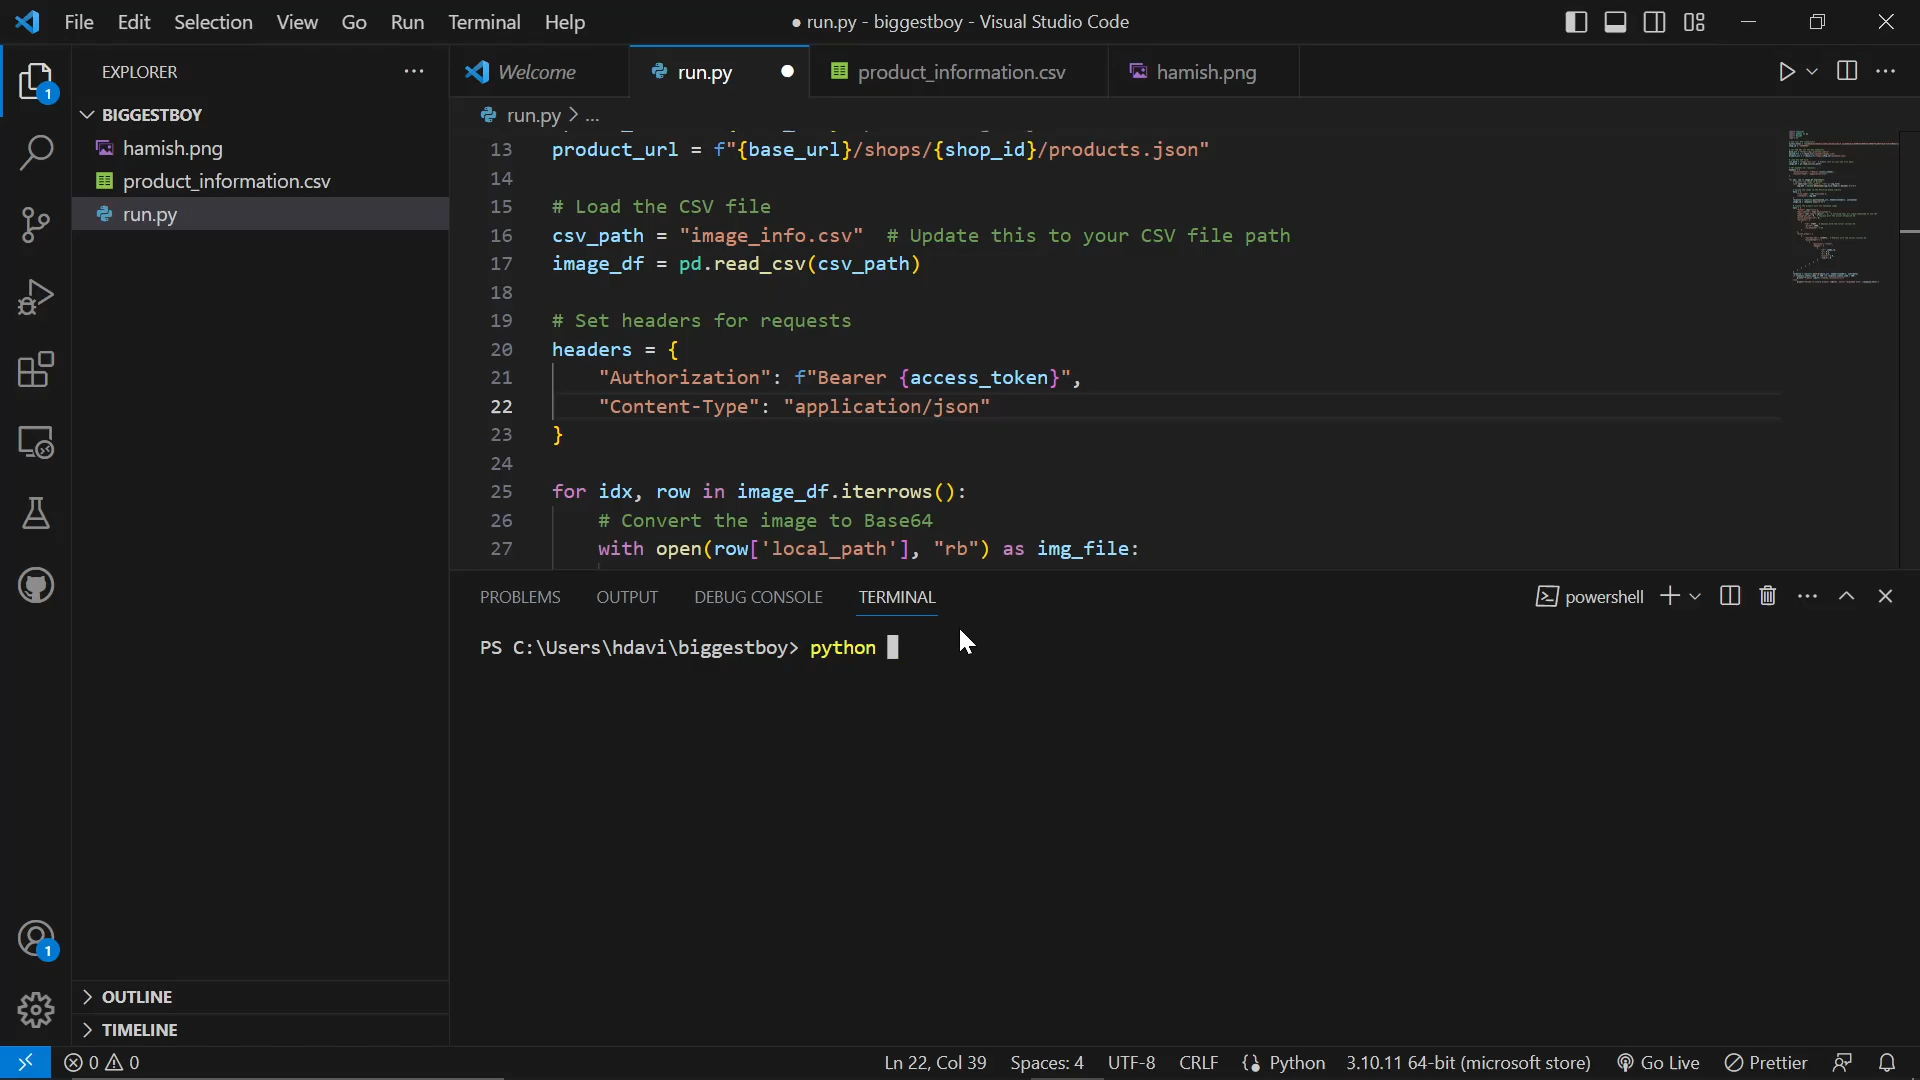 File Edit Selection View Go Run Terminal Help
● run.py - biggestboy - Visual Studio Code
EXPLORER
Welcome run.py product_information.csv hamish.png
1
BIGGESTBOY
run.py > ...
hamish.png
product_information.csv
run.py
13 product_url = f"{base_url}/shops/{shop_id}/products.json"
14
15 # Load the CSV file
16 csv_path = "image_info.csv" # Update this to your CSV file path
17 image_df = pd.read_csv(csv_path)
18
19 # Set headers for requests
20 headers = {
21 "Authorization": f"Bearer {access_token}",
22 "Content-Type": "application/json"
23 }
24
25 for idx, row in image_df.iterrows():
26 # Convert the image to Base64
27 with open(row['local_path'], "rb") as img_file:
PROBLEMS OUTPUT DEBUG CONSOLE TERMINAL
powershell
PS C:\Users\hdavi\biggestboy> python
1
OUTLINE
TIMELINE
0 0 Ln 22, Col 39 Spaces: 4 UTF-8 CRLF Python 3.10.11 64-bit (microsoft store) Go Live Prettier